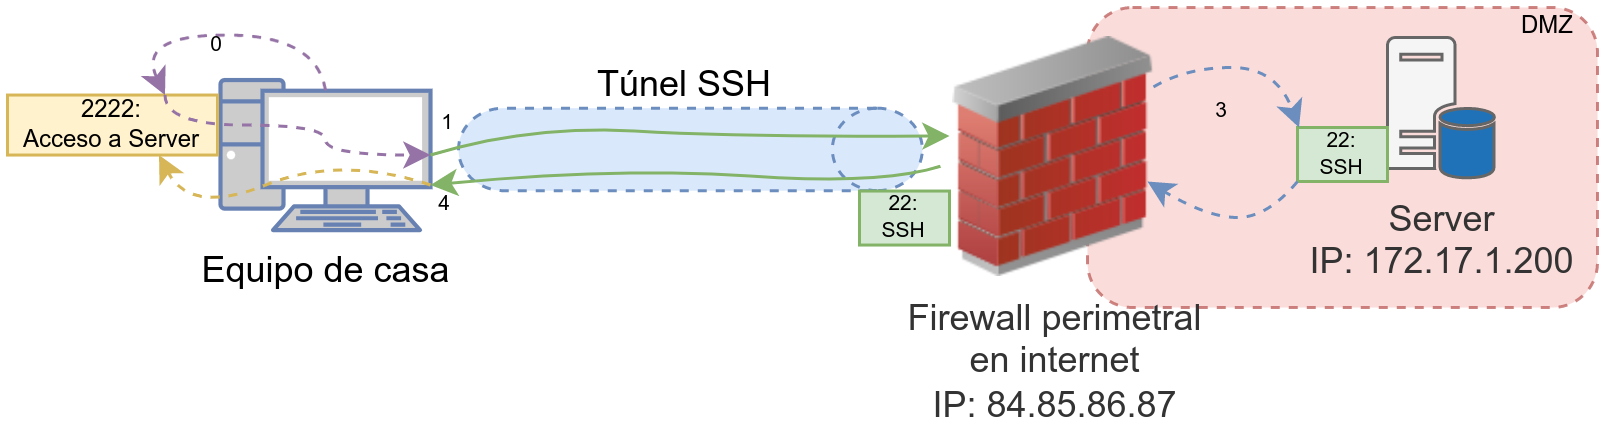 DMZ
0
Túnel SSH
2222:
Acceso a Server
1
3
22:
SSH
4
22:
SSH
Server
IP: 172.17.1.200
Equipo de casa
Firewall perimetral
en internet
IP: 84.85.86.87